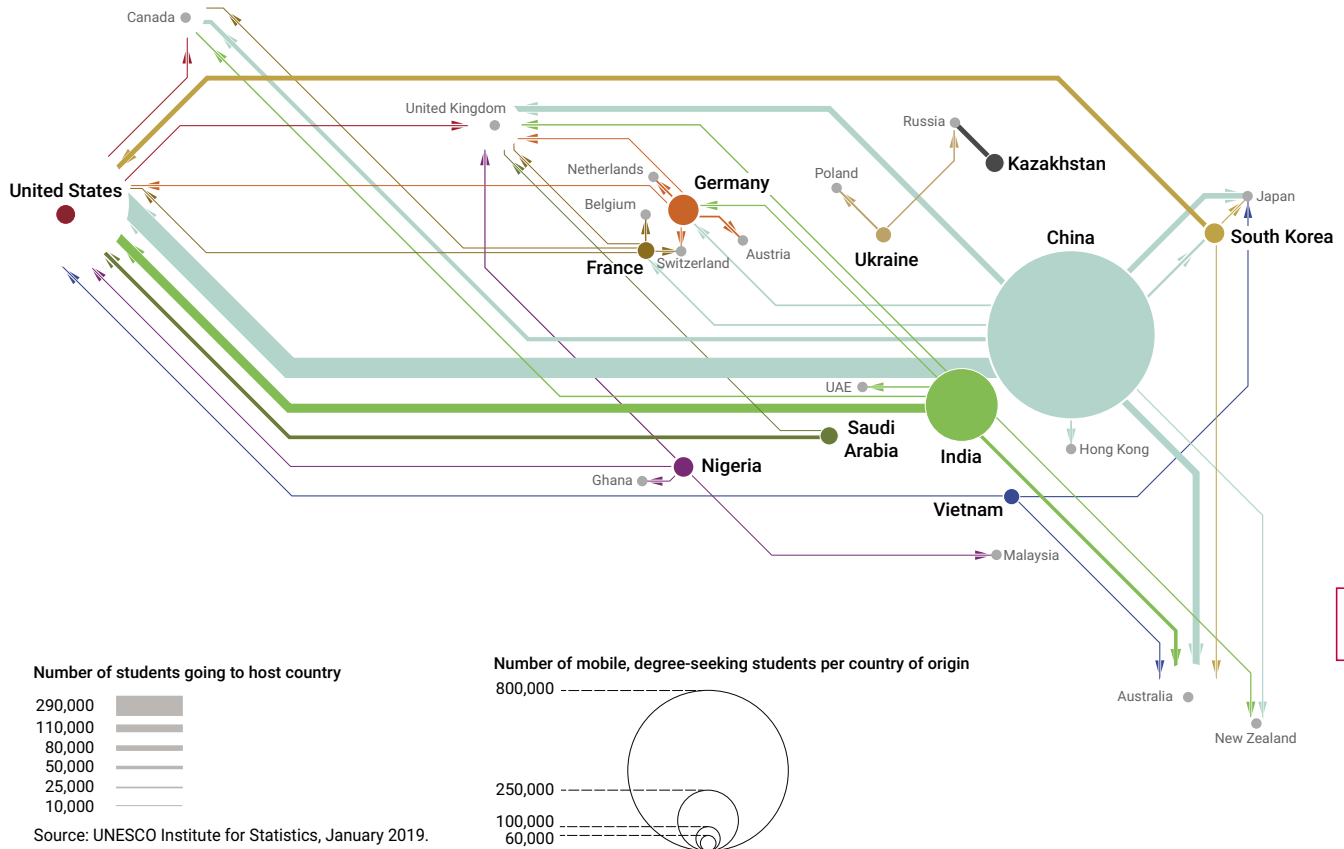 Canada
United Kingdom
Russia
Kazakhstan
Netherlands
Germany
Poland
United States
Belgium
Japan
China
South Korea
Austria
Ukraine
France
Switzerland
UAE
Saudi
Arabia
India
Hong Kong
Nigeria
Ghana
Vietnam
Malaysia
Australia
New Zealand
Number of students going to host country
290,000
110,000
80,000
50,000
25,000
10,000
Source: UNESCO Institute for Statistics, January 2019.
Number of mobile, degree-seeking students per country of origin
800,000
250,000
100,000
60,000